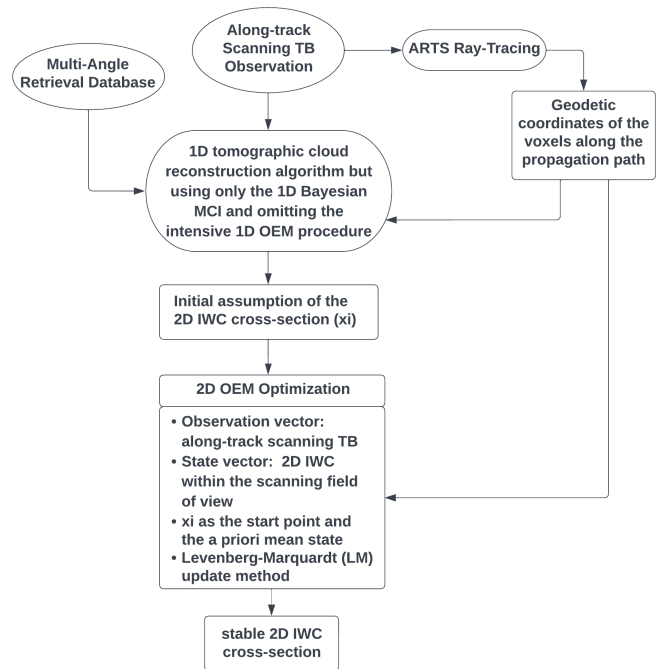 Along-track
Scanning TB
Observation
ARTS Ray-Tracing
Multi-Angle
Retrieval Database
Geodetic
coordinates of the
voxels along the
propagation path
1D tomographic cloud
reconstruction algorithm but
using only the 1D Bayesian
MCI and omitting the
intensive 1D OEM procedure
Initial assumption of the
2D IWC cross-section (xi)
2D OEM Optimization
• Observation vector:
along-track scanning TB
• State vector: 2D IWC
within the scanning field
of view
• xi as the start point and
the a priori mean state
• Levenberg-Marquardt (LM)
update method
stable 2D IWC
cross-section